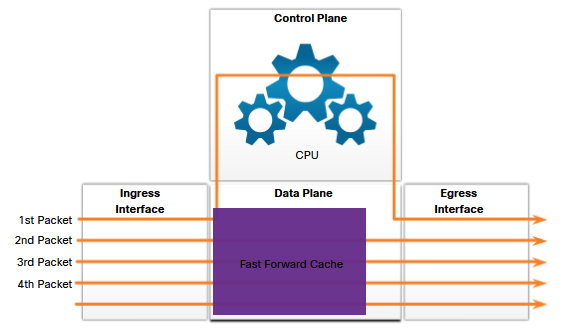 Control Plane
CPU
Ingress
Interface
Data Plane
Egress
Interface
1st Packet
2nd Packet
3rd Packet
4th Packet
Fast Forward Cache